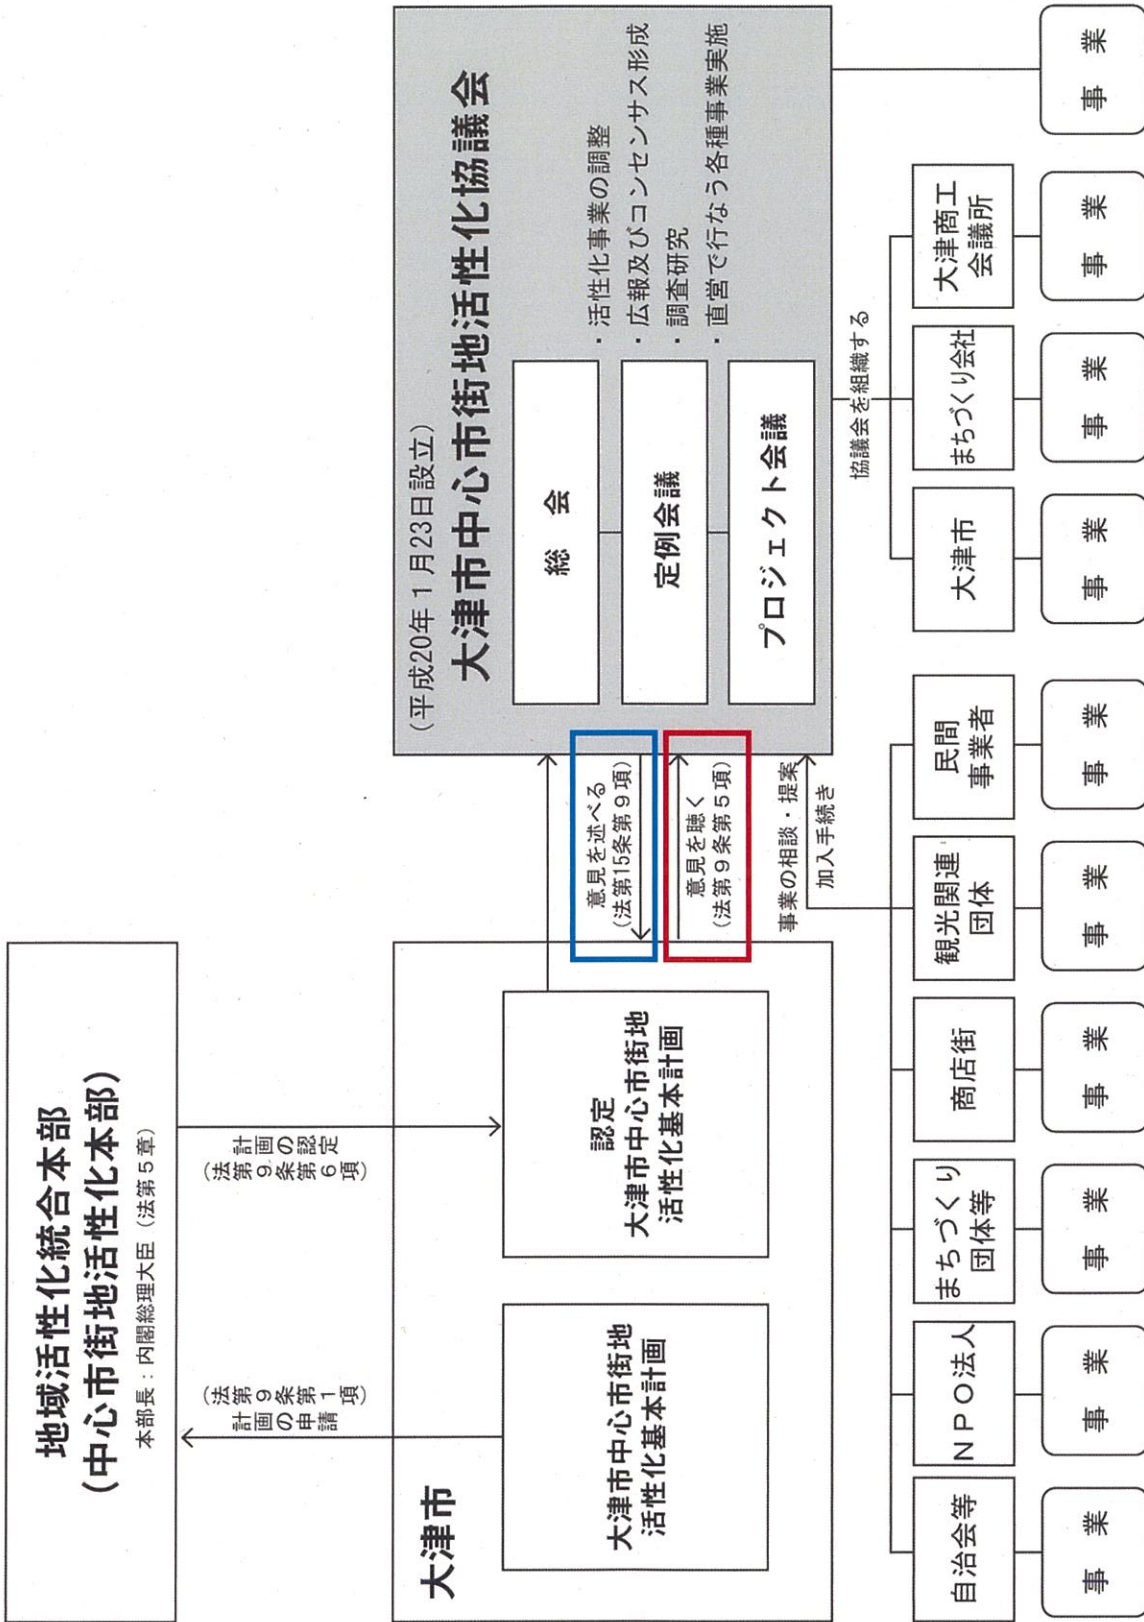 地域活性化統合本部
(中心市街地活性化本部)
本部長：内閣総理大臣（法第５章）
(法第９条第１項)
計画の申請
計画の認定
(法第９条第６項)
大津市
大津市中心市街地
活性化基本計画
認定
大津市中心市街地
活性化基本計画
(平成20年１月23日設立)
大津市中心市街地活性化協議会
総　会
定例会議
プロジェクト会議
・活性化事業の調整
・広報及びコンセンサス形成
・調査研究
・直営で行なう各種事業実施
意見を述べる
(法第15条第９項)
意見を聴く
(法第９条第５項)
事業の相談・提案
加入手続き
協議会を組織する
自治会等
ＮＰＯ法人
まちづくり
団体等
商店街
観光関連
団体
民間
事業者
大津市
まちづくり会社
大津商工
会議所
事　業
事　業
事　業
事　業
事　業
事　業
事　業
事　業
事　業
事　業